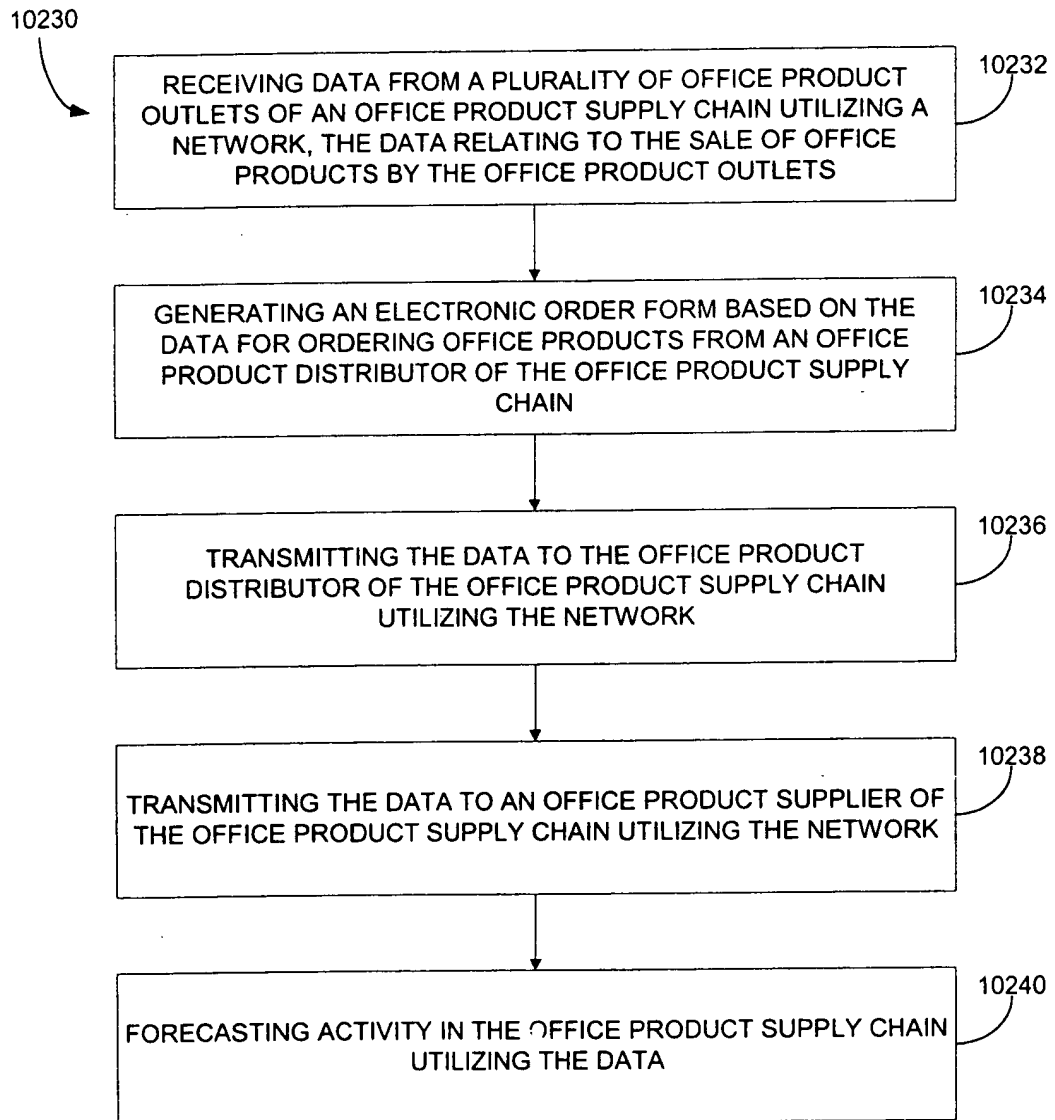 10230
RECEIVING DATA FROM A PLURALITY OF OFFICE PRODUCT
OUTLETS OF AN OFFICE PRODUCT SUPPLY CHAIN UTILIZING A
NETWORK, THE DATA RELATING TO THE SALE OF OFFICE
PRODUCTS BY THE OFFICE PRODUCT OUTLETS
10232
GENERATING AN ELECTRONIC ORDER FORM BASED ON THE
DATA FOR ORDERING OFFICE PRODUCTS FROM AN OFFICE
PRODUCT DISTRIBUTOR OF THE OFFICE PRODUCT SUPPLY
CHAIN
10234
TRANSMITTING THE DATA TO THE OFFICE PRODUCT
DISTRIBUTOR OF THE OFFICE PRODUCT SUPPLY CHAIN
UTILIZING THE NETWORK
10236
TRANSMITTING THE DATA TO AN OFFICE PRODUCT SUPPLIER OF
THE OFFICE PRODUCT SUPPLY CHAIN UTILIZING THE NETWORK
10238
FORECASTING ACTIVITY IN THE OFFICE PRODUCT SUPPLY CHAIN
UTILIZING THE DATA
10240